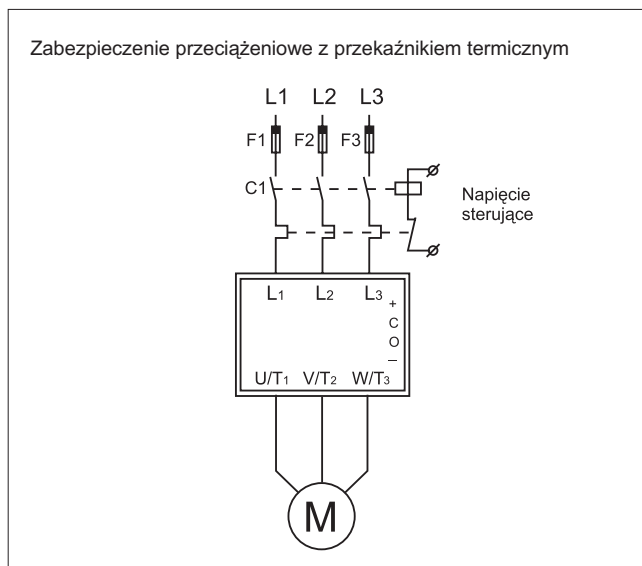 Zabezpieczenie przeciążeniowe z przekaźnikiem termicznym
L1 L2 L3
F1 F2 F3
C1
Napięcie
sterujące
L1 L2 L3
+
C
O
–
U/T1 V/T2 W/T3
M